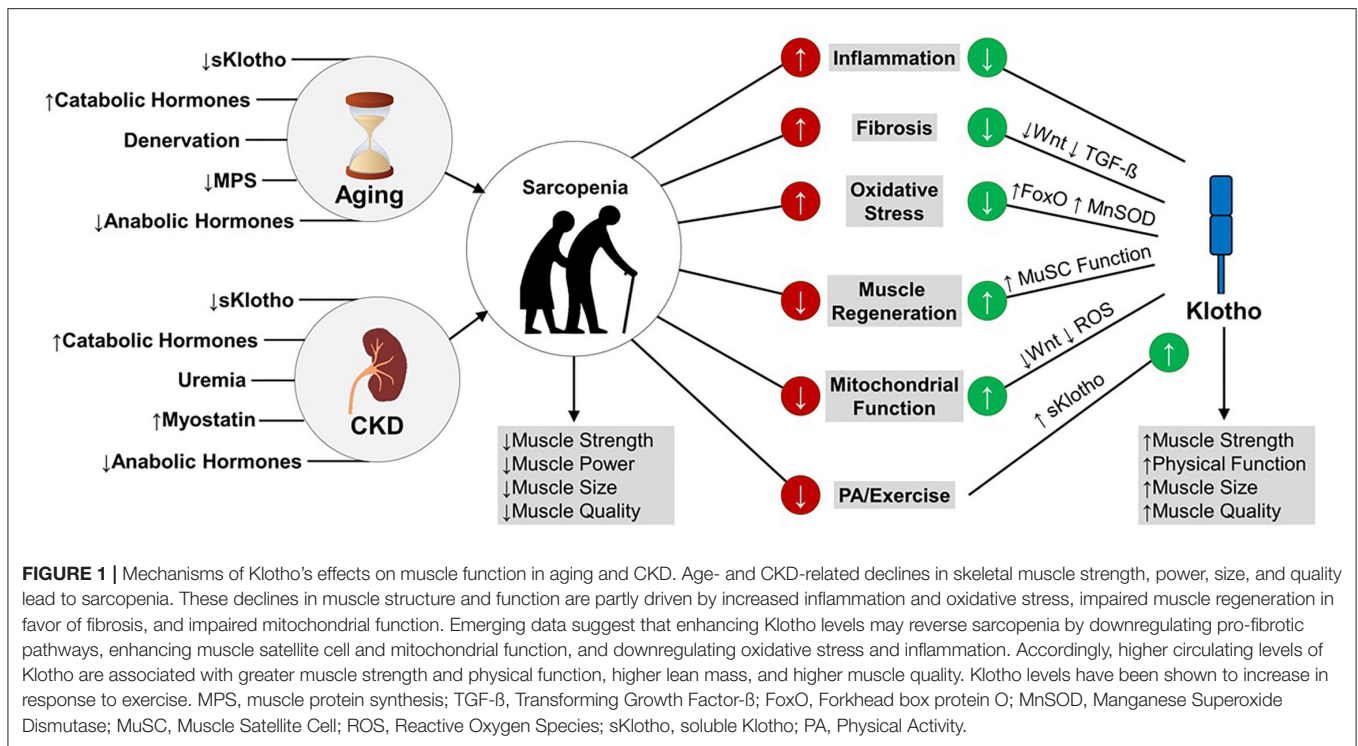 ↓sKlotho
↑Catabolic Hormones
Denervation
↓MPS
↓Anabolic Hormones
Aging
↓sKlotho
↑Catabolic Hormones
Uremia
↑Myostatin
↓Anabolic Hormones
CKD
Sarcopenia
↓Muscle Strength
↓Muscle Power
↓Muscle Size
↓Muscle Quality
↑ Inflammation ↓
↑ Fibrosis ↓
↑ Oxidative
Stress ↓
↓ Muscle
Regeneration ↑
↓ Mitochondrial
Function ↑
↓ PA/Exercise
↓Wnt ↓ TGF-ß
↑FoxO ↑ MnSOD
↑ MuSC Function
↓Wnt ↓ ROS
↑ sKlotho
↑
Klotho
↑Muscle Strength
↑Physical Function
↑Muscle Size
↑Muscle Quality
FIGURE 1 | Mechanisms of Klotho's effects on muscle function in aging and CKD. Age- and CKD-related declines in skeletal muscle strength, power, size, and quality
lead to sarcopenia. These declines in muscle structure and function are partly driven by increased inflammation and oxidative stress, impaired muscle regeneration in
favor of fibrosis, and impaired mitochondrial function. Emerging data suggest that enhancing Klotho levels may reverse sarcopenia by downregulating pro-fibrotic
pathways, enhancing muscle satellite cell and mitochondrial function, and downregulating oxidative stress and inflammation. Accordingly, higher circulating levels of
Klotho are associated with greater muscle strength and physical function, higher lean mass, and higher muscle quality. Klotho levels have been shown to increase in
response to exercise. MPS, muscle protein synthesis; TGF-ß, Transforming Growth Factor-ß; FoxO, Forkhead box protein O; MnSOD, Manganese Superoxide
Dismutase; MuSC, Muscle Satellite Cell; ROS, Reactive Oxygen Species; sKlotho, soluble Klotho; PA, Physical Activity.